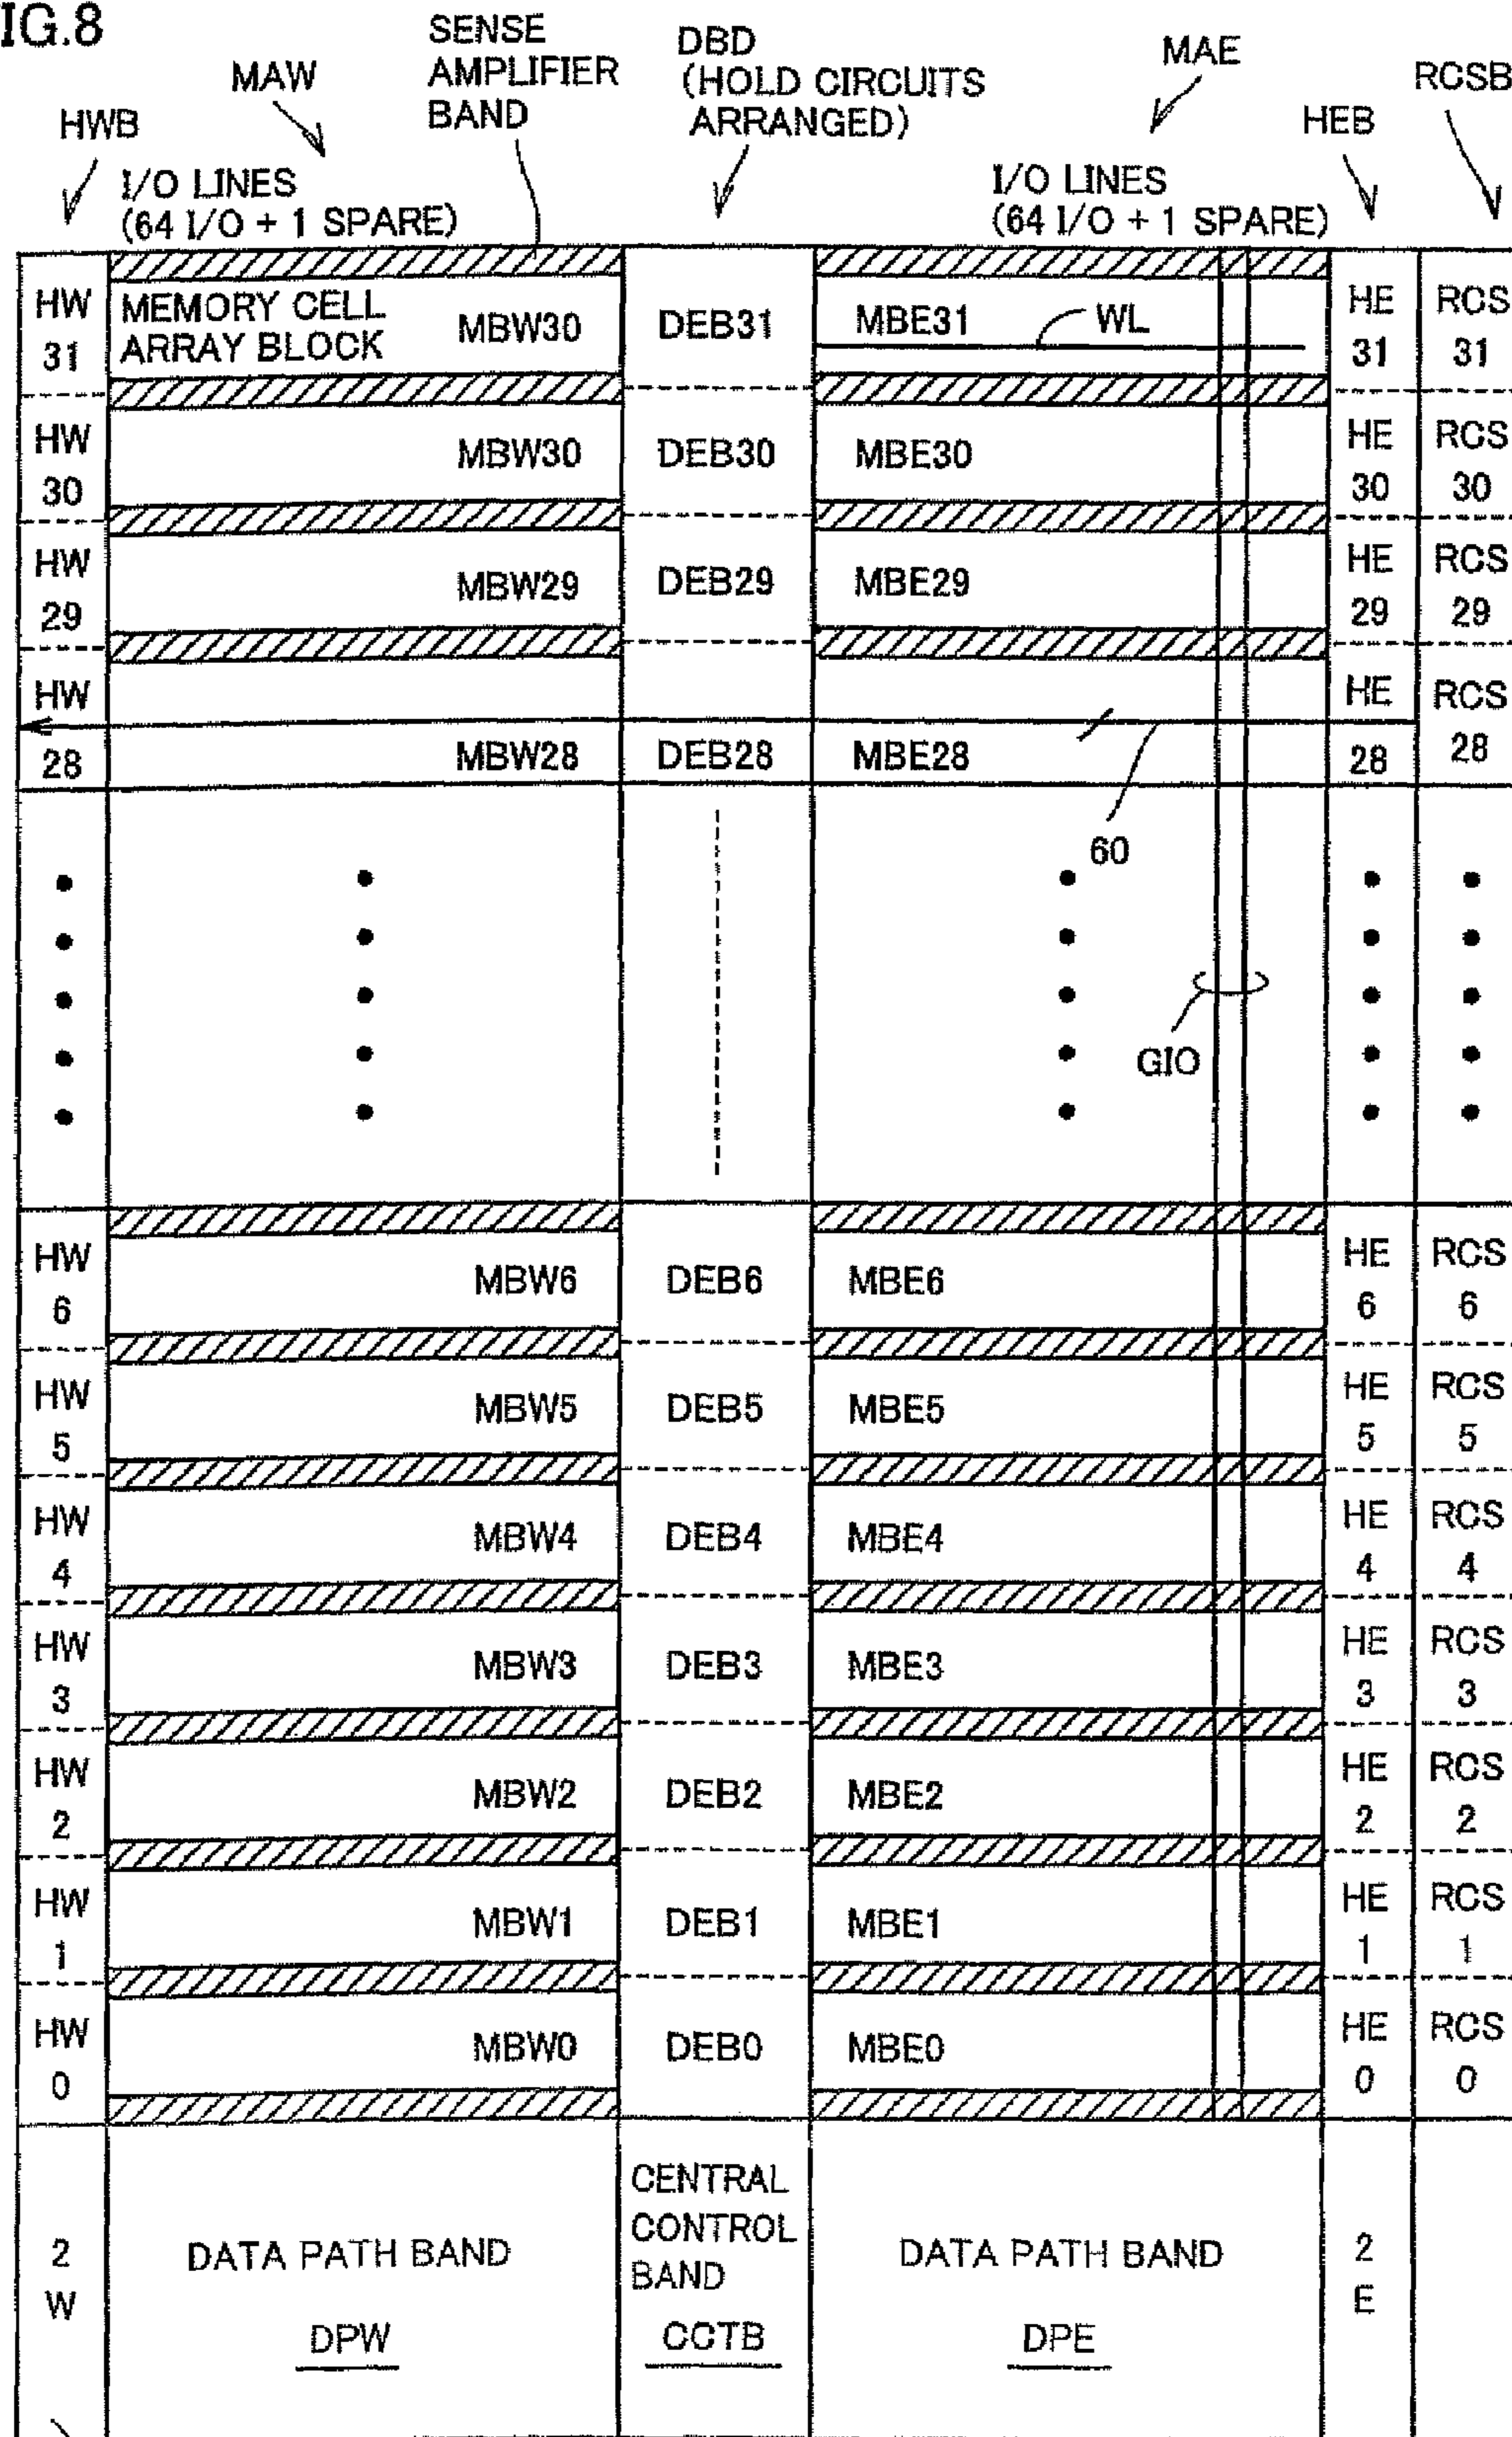 IG.8
SENSE
AMPLIFIER
BAND
DBD
(HOLD CIRCUITS
ARRANGED)
MAW
MAE
RCSB
HWB
HEB
I/O LINES
(64 I/O + 1 SPARE)
I/O LINES
(64 I/O + 1 SPARE)
HW
31
MEMORY CELL
ARRAY BLOCK
MBW30
DEB31
MBE31
WL
HE
31
RCS
31
HW
30
MBW30
DEB30
MBE30
HE
30
RCS
30
HW
29
MBW29
DEB29
MBE29
HE
29
RCS
29
HW
28
MBW28
DEB28
MBE28
HE
28
RCS
28
60
GIO
HW
6
MBW6
DEB6
MBE6
HE
6
RCS
6
HW
5
MBW5
DEB5
MBE5
HE
5
RCS
5
HW
4
MBW4
DEB4
MBE4
HE
4
RCS
4
HW
3
MBW3
DEB3
MBE3
HE
3
RCS
3
HW
2
MBW2
DEB2
MBE2
HE
2
RCS
2
HW
1
MBW1
DEB1
MBE1
HE
1
RCS
1
HW
0
MBW0
DEB0
MBE0
HE
0
RCS
0
2
W
DATA PATH BAND
DPW
CENTRAL
CONTROL
BAND
CCTB
DATA PATH BAND
DPE
2
E